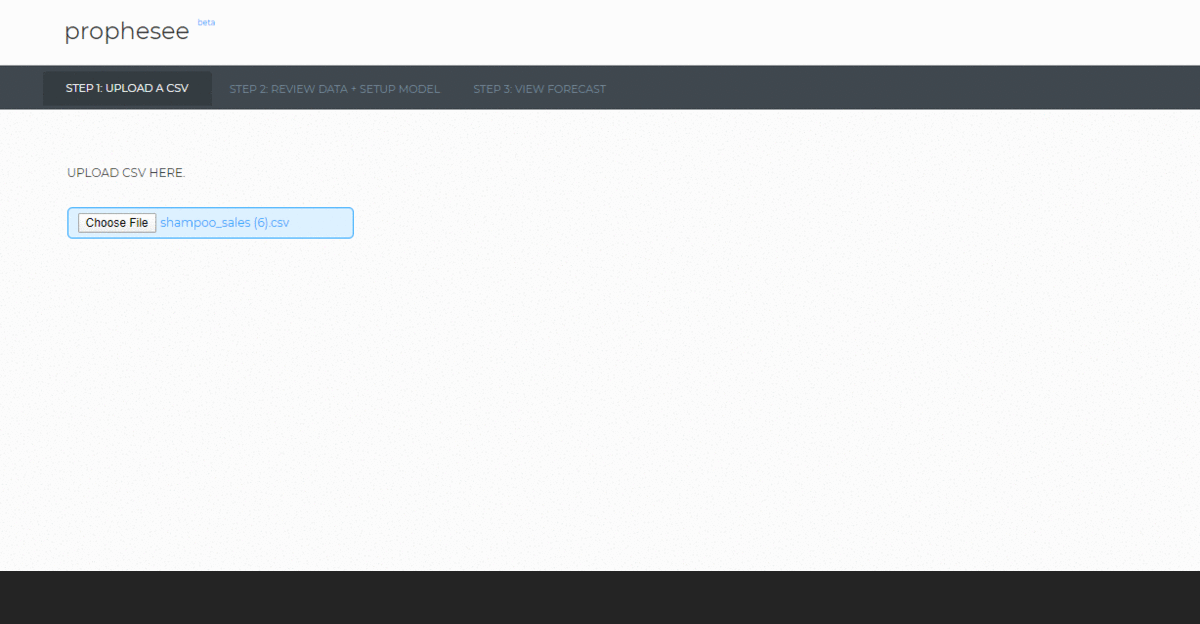 prophesee beta
STEP 1: UPLOAD A CSV STEP 2: REVIEW DATA + SETUP MODEL STEP 3: VIEW FORECAST
UPLOAD CSV HERE.
Choose File shampoo_sales (6).csv